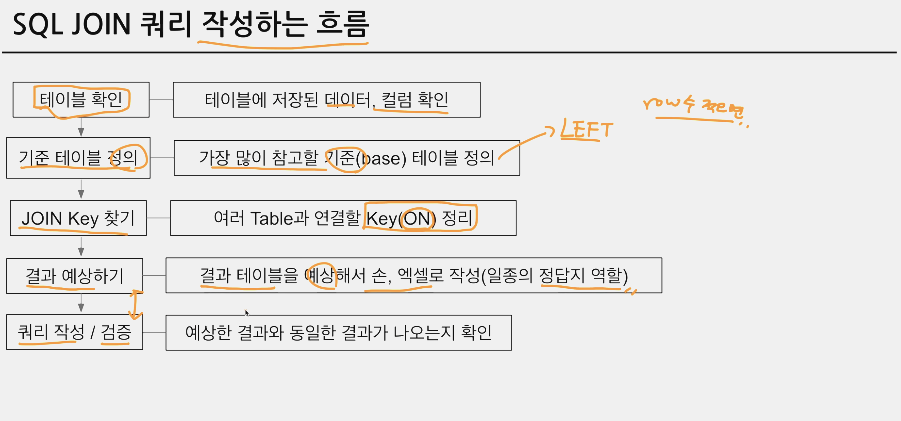 SQL JOIN 쿼리 작성하는 흐름
테이블 확인
테이블에 저장된 데이터, 컬럼 확인
row수
LEFT
기준 테이블 정의
가장 많이 참고할 기준(base) 테이블 정의
JOIN Key 찾기
여러 Table과 연결할 Key(ON) 정리
결과 예상하기
결과 테이블을 예상해서 손, 엑셀로 작성(일종의 정답지 역할)
쿼리 작성 / 검증
예상한 결과와 동일한 결과가 나오는지 확인